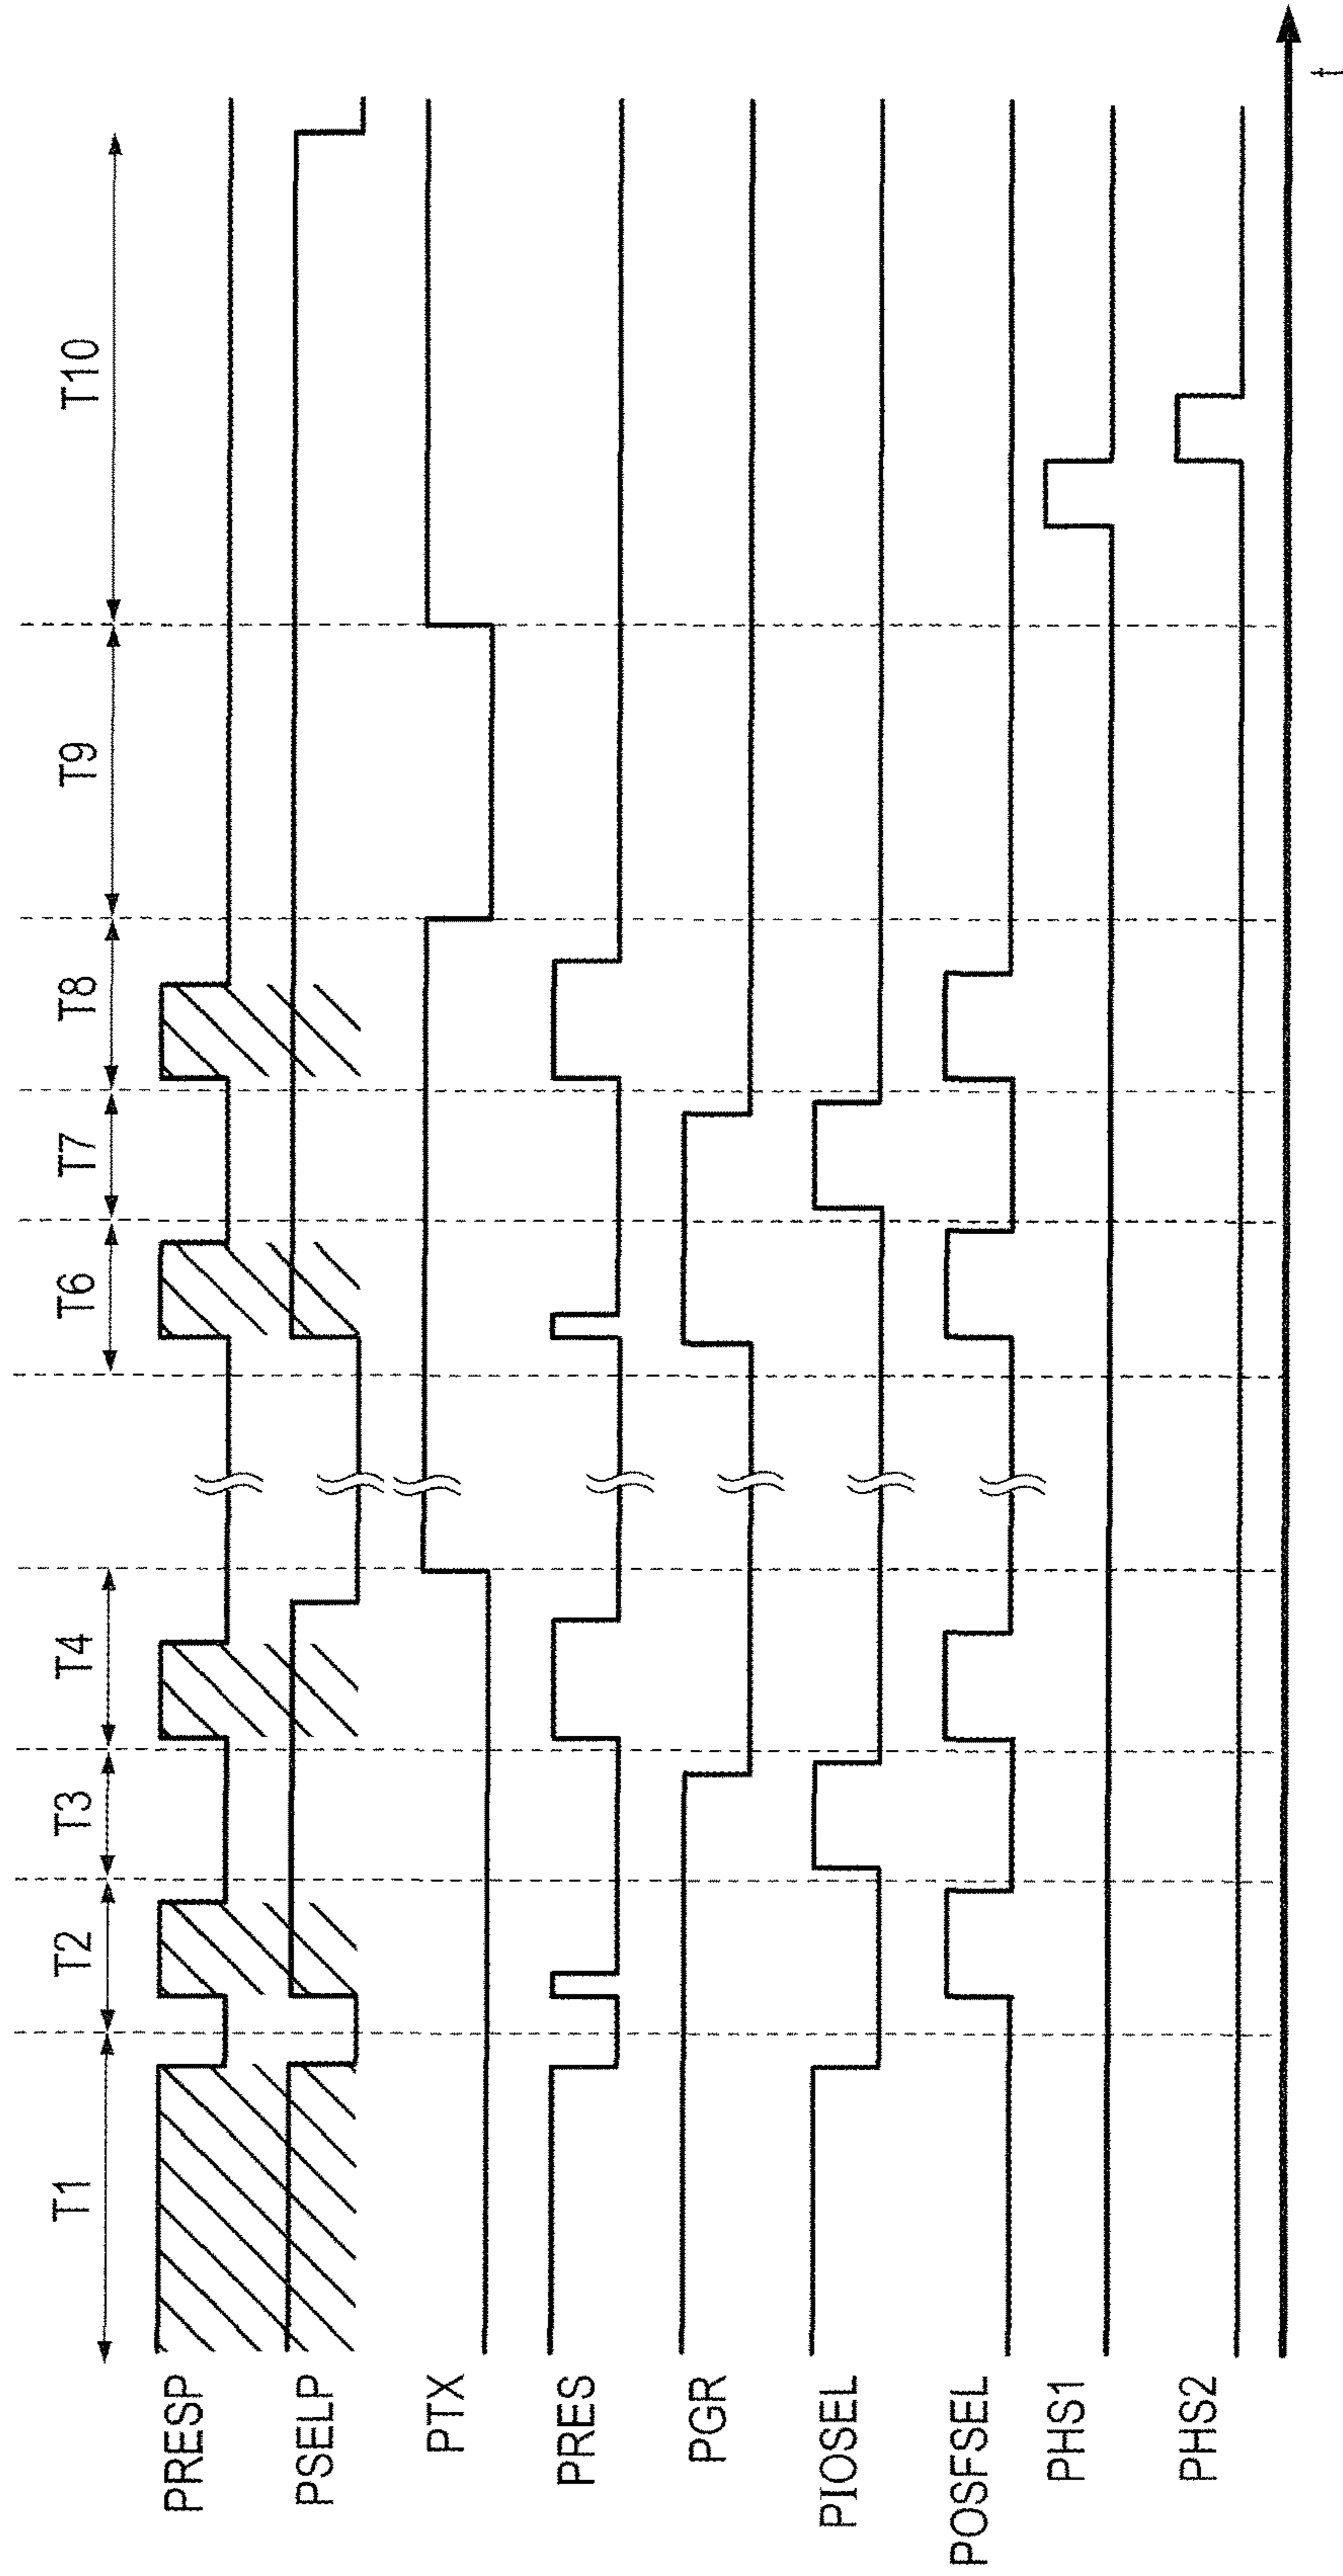 T1 T2 T3 T4 T6 T7 T8 T9 T10
PRESP
PSELP
PTX
PRES
PGR
PIOSEL
POSFSEL
PHS1
PHS2
t